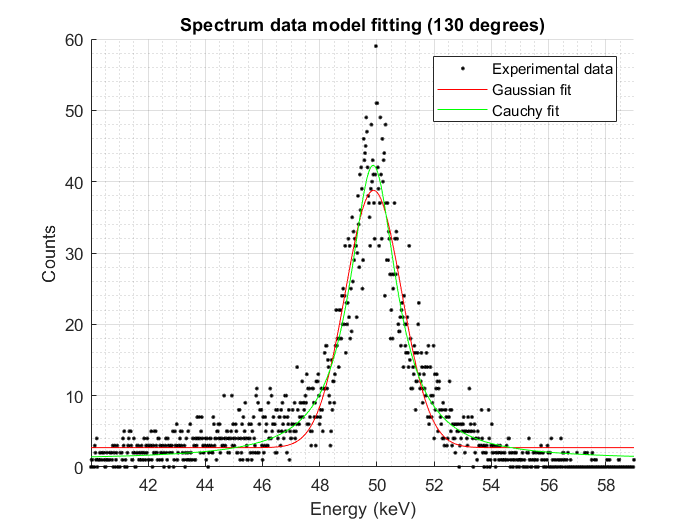 Spectrum data model fitting (130 degrees)
60
50
40
30
20
10
0
Counts
Experimental data
Gaussian fit
Cauchy fit
42 44 46 48 50 52 54 56 58
Energy (keV)